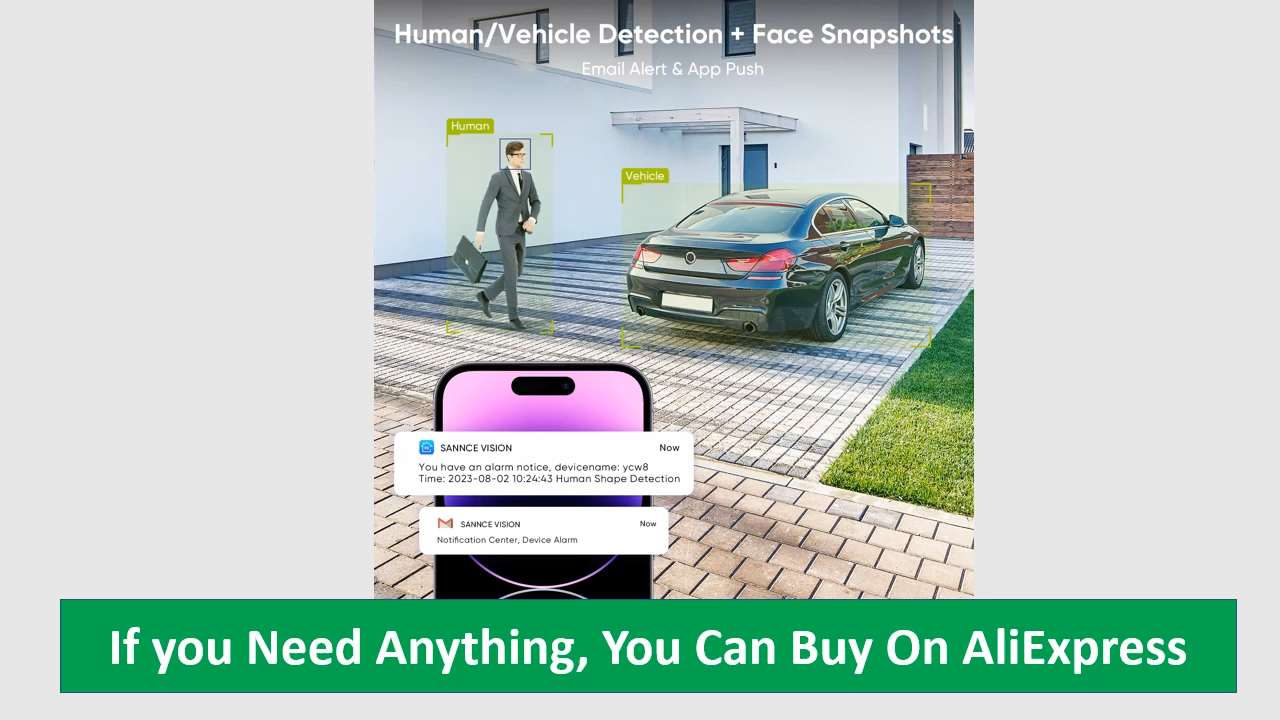 Human/Vehicle Detection + Face Snapshots
Email Alert & App Push
Human
Vehicle
SANNCE VISION Now
You have an alarm notice, devicename: ycw8
Time: 2023-08-02 10:24:43 Human Shape Detection
SANNCE VISION Now
Notification Center, Device Alarm
If you Need Anything, You Can Buy On AliExpress